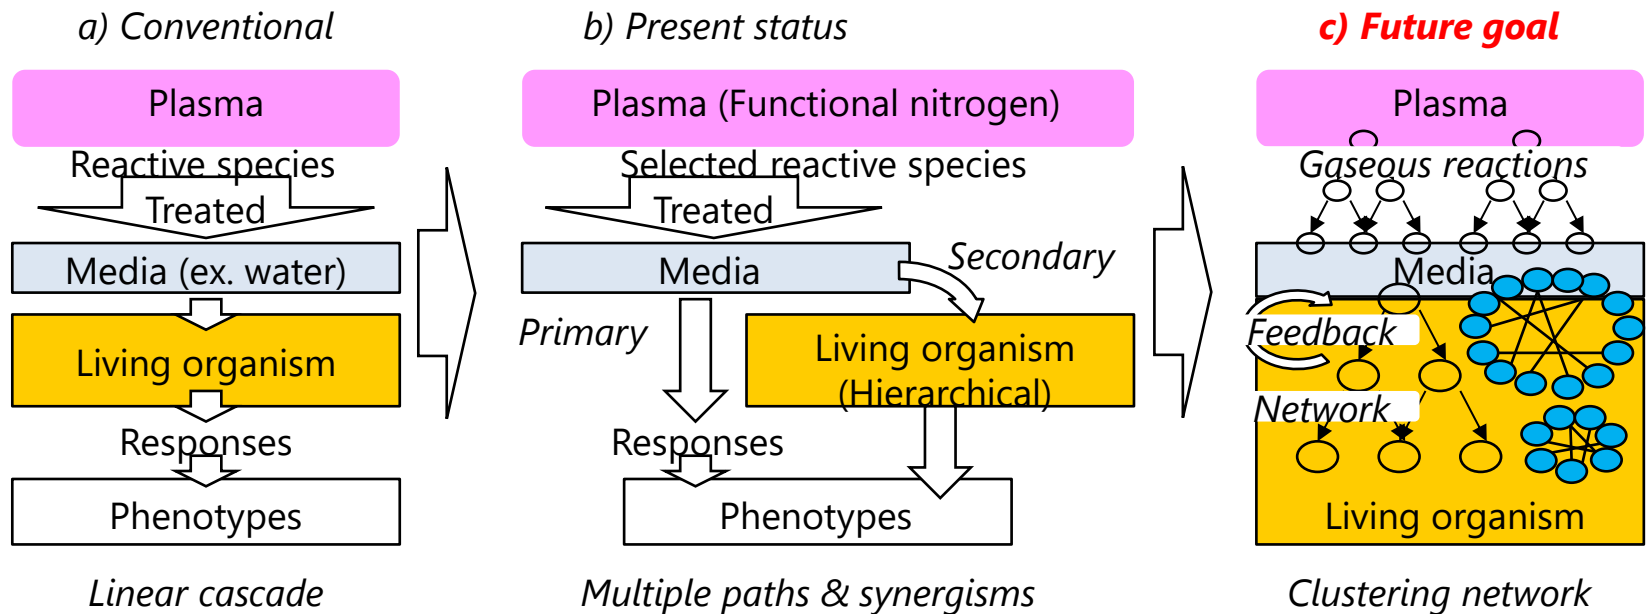 a) Conventional
Plasma
Reactive species
Treated
Media (ex. water)
Living organism
Responses
Phenotypes
Linear cascade
b) Present status
Plasma (Functional nitrogen)
Selected reactive species
Treated
Media
Secondary
Primary
Living organism
(Hierarchical)
Responses
Phenotypes
Multiple paths & synergisms
c) Future goal
Plasma
Gaseous reactions
Media
Feedback
Network
Living organism
Clustering network